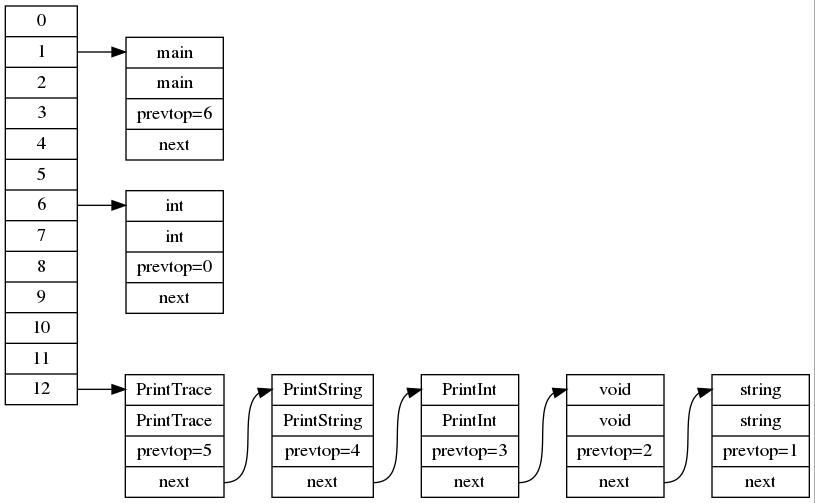 0
1
2
3
4
5
6
7
8
9
10
11
12
main
main
prevtop=6
next
int
int
prevtop=0
next
PrintTrace
PrintTrace
prevtop=5
next
PrintString
PrintString
prevtop=4
next
PrintInt
PrintInt
prevtop=3
next
void
void
prevtop=2
next
string
string
prevtop=1
next